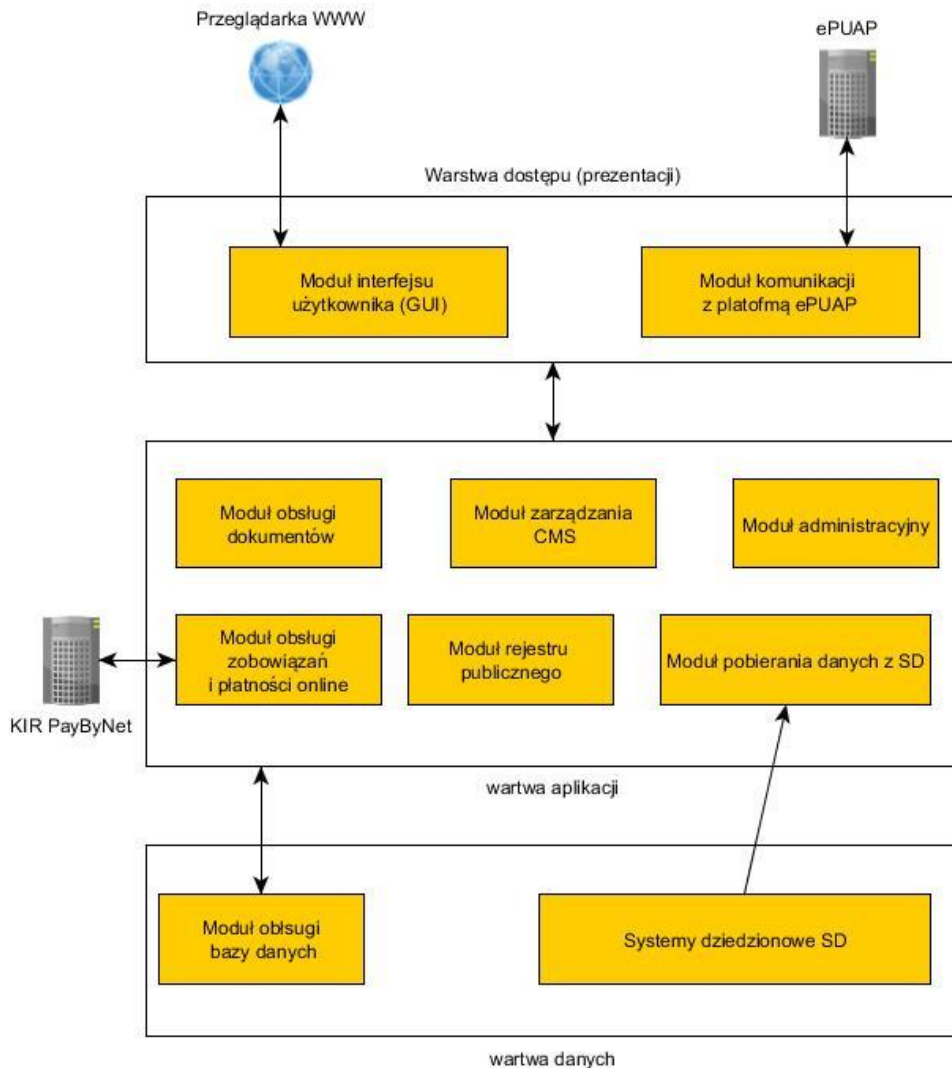 Przeglądarka WWW
ePUAP
Warstwa dostępu (prezentacji)
Moduł interfejsu
użytkownika (GUI)
Moduł komunikacji
z platofmą ePUAP
Moduł obsługi
dokumentów
Moduł zarządzania
CMS
Moduł administracyjny
Moduł obsługi
zobowiązań
i płatności online
Moduł rejestru
publicznego
Moduł pobierania danych z SD
KIR PayByNet
wartwa aplikacji
Moduł obłsugi
bazy danych
Systemy dziedzionowe SD
wartwa danych